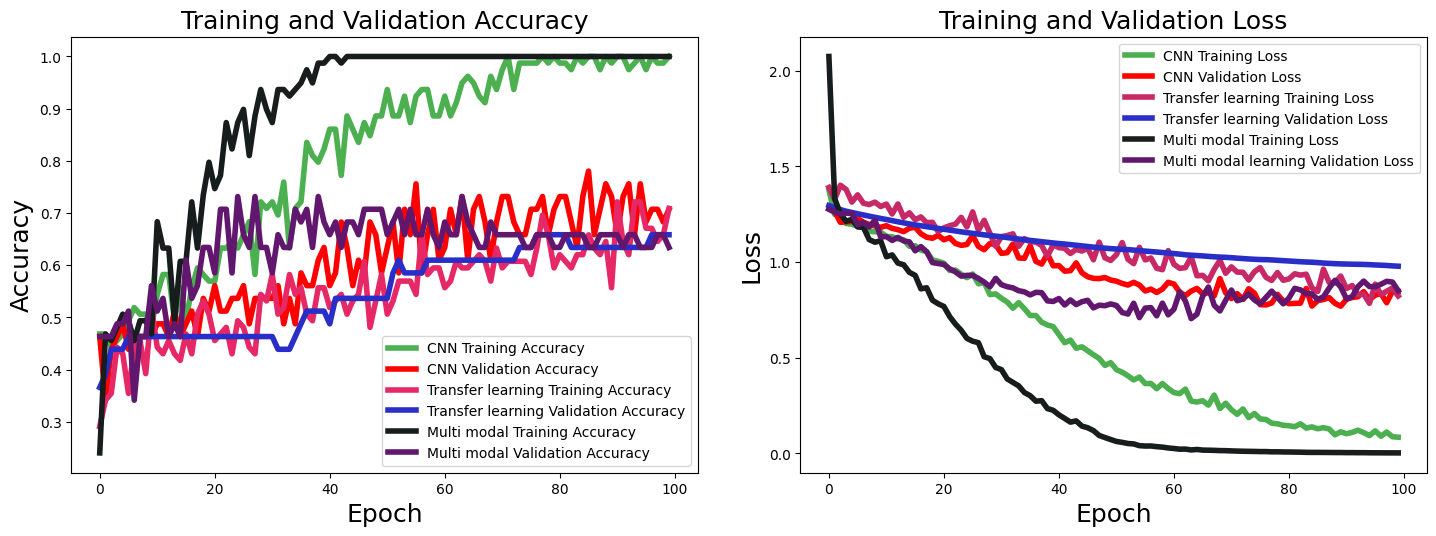 Training and Validation Accuracy
Accuracy
1.0
0.9
0.8
0.7
0.6
0.5
0.4
0.3
CNN Training Accuracy
CNN Validation Accuracy
Transfer learning Training Accuracy
Transfer learning Validation Accuracy
Multi modal Training Accuracy
Multi modal Validation Accuracy
0 20 40 60 80 100
Epoch
Training and Validation Loss
Loss
2.0
1.5
1.0
0.5
0.0
CNN Training Loss
CNN Validation Loss
Transfer learning Training Loss
Transfer learning Validation Loss
Multi modal Training Loss
Multi modal learning Validation Loss
0 20 40 60 80 100
Epoch